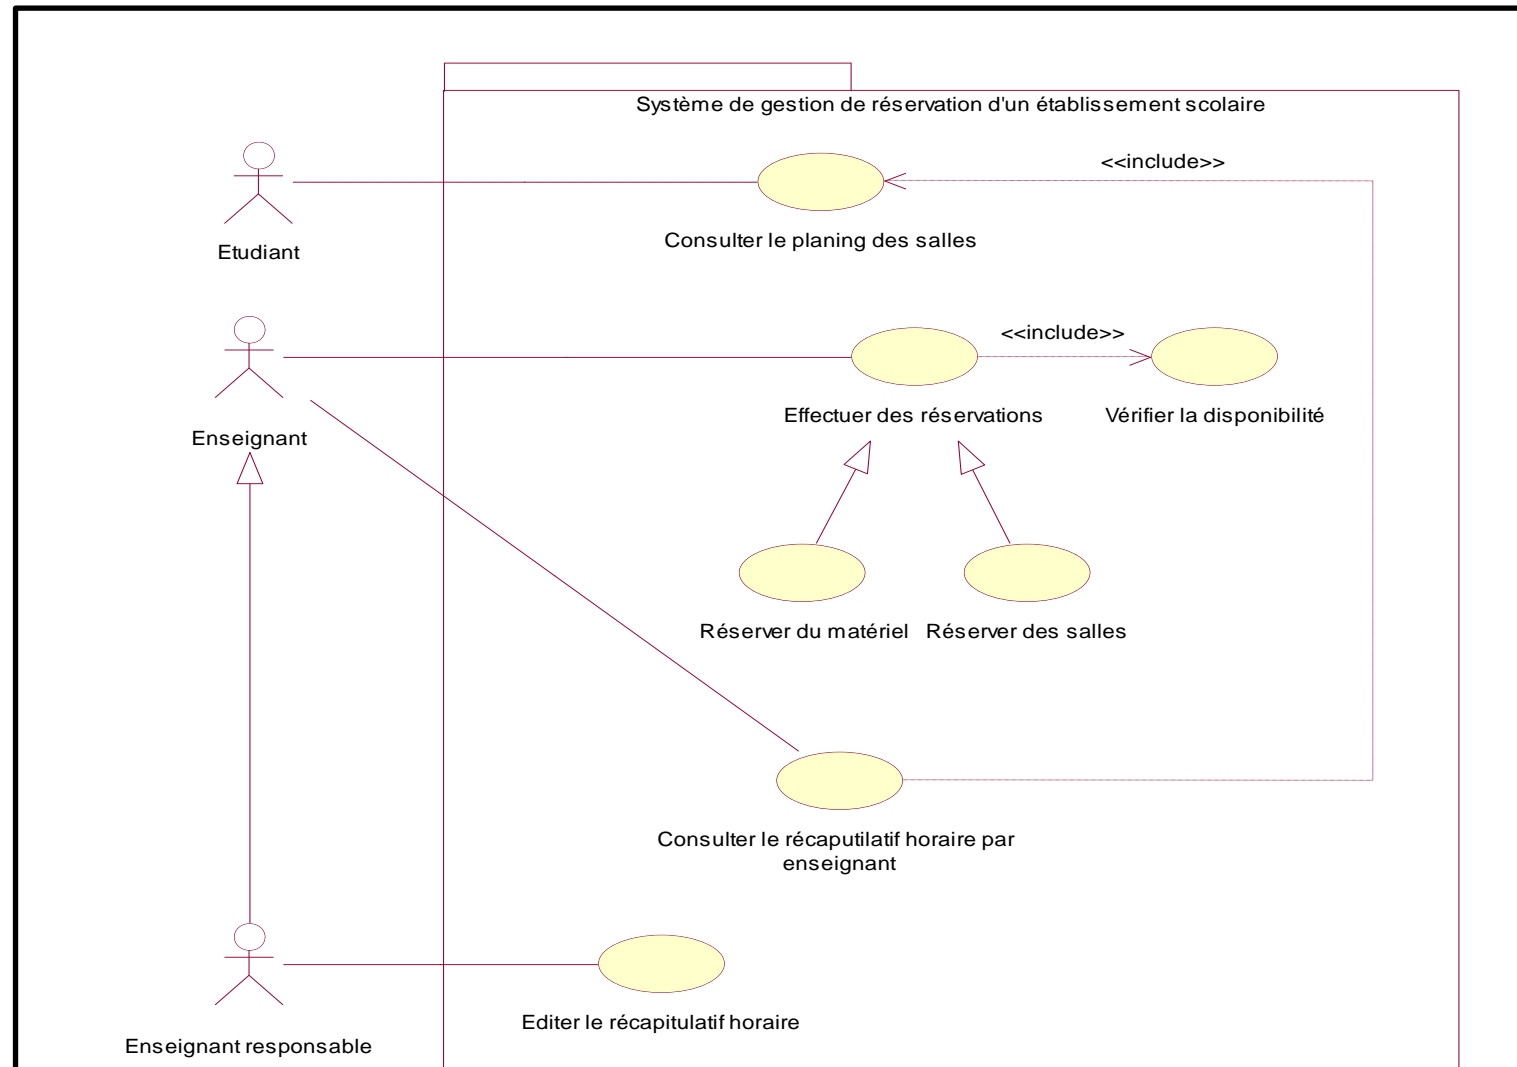 Système de gestion de réservation d'un établissement scolaire
<<include>>
Consulter le planing des salles
Etudiant
<<include>>
Effectuer des réservations
Vérifier la disponibilité
Enseignant
Réserver du matériel
Réserver des salles
Consulter le récaputilatif horaire par
enseignant
Editer le récapitulatif horaire
Enseignant responsable